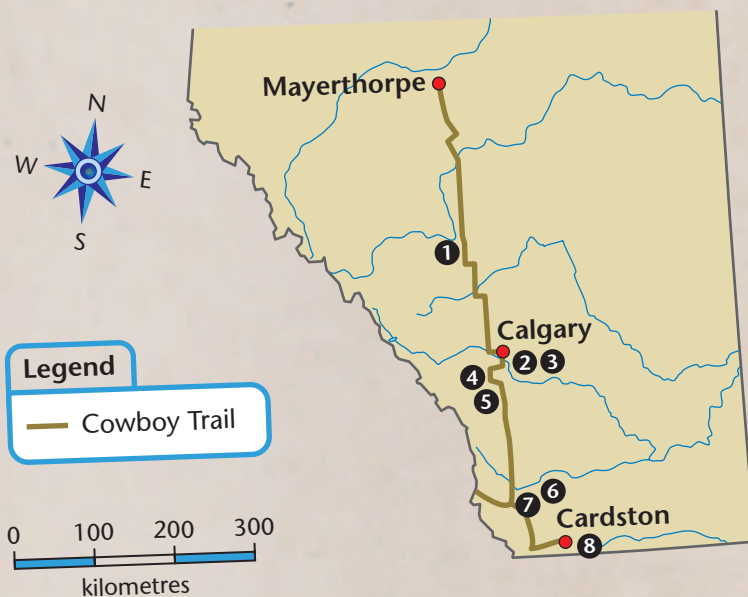 Mayerthorpe
N
W
E
S
1
Calgary
2 3
4
5
Legend
Cowboy Trail
6
7
Cardston
8
0 100 200 300
kilometres